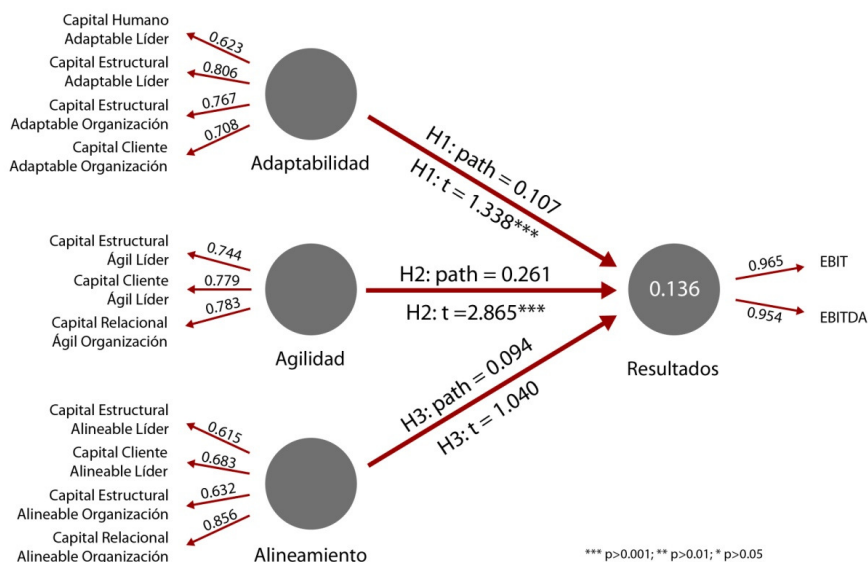 Capital Humano
Adaptable Líder
0.623
Capital Estructural
Adaptable Líder
0.806
Capital Estructural
Adaptable Organización
0.767
Capital Cliente
Adaptable Organización
0.708
Adaptabilidad
H1: path = 0.107
H1: t = 1.338***
Capital Estructural
Ágil Líder
0.744
Capital Cliente
Ágil Líder
0.779
Capital Relacional
Ágil Organización
0.783
Agilidad
H2: path = 0.261
H2: t =2.865***
0.136
Resultados
0.965
EBIT
0.954
EBITDA
Capital Estructural
Alineable Líder
0.615
Capital Cliente
Alineable Líder
0.683
Capital Estructural
Alineable Organización
0.632
Capital Relacional
Alineable Organización
0.856
Alineamiento
H3: path = 0.094
H3: t = 1.040
*** p>0.001; ** p>0.01; * p>0.05